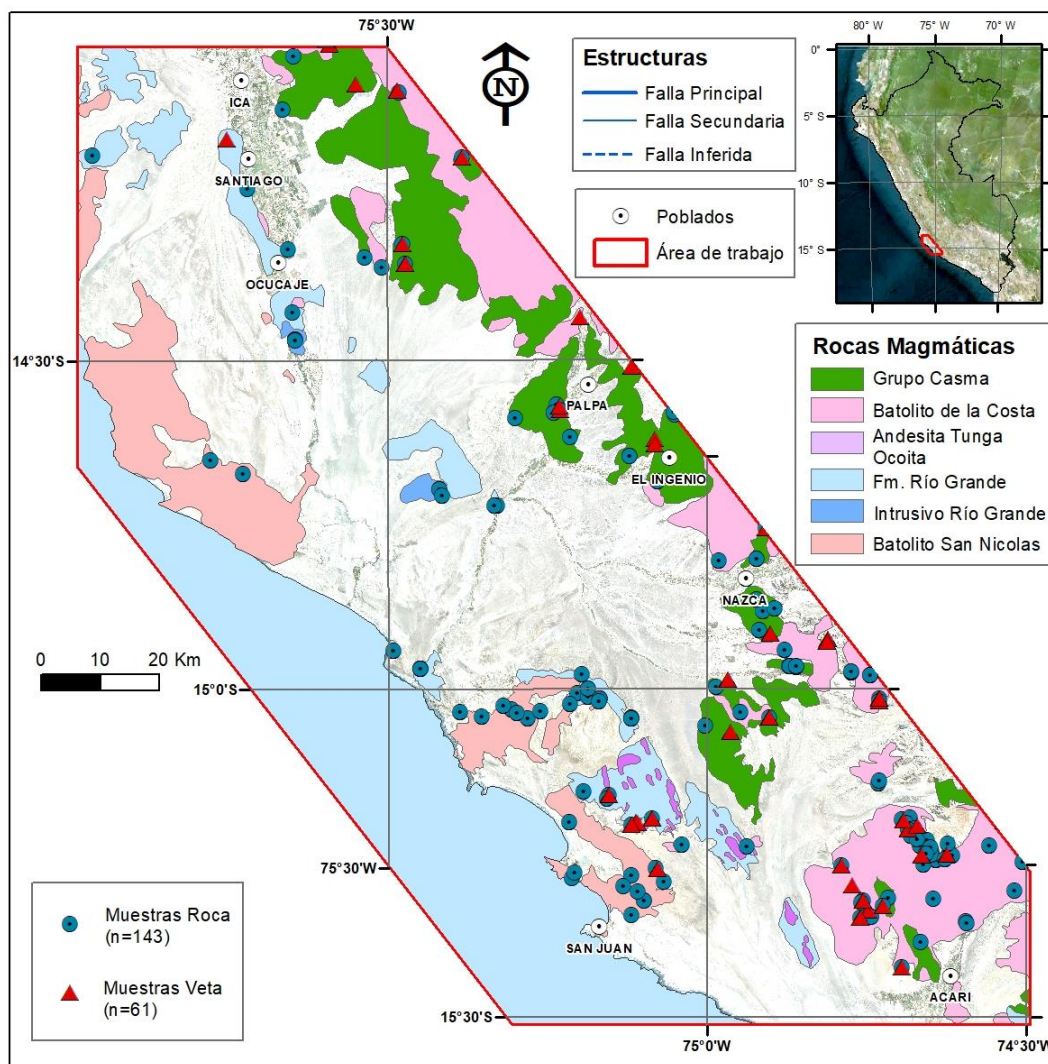 75°30'W
N
Estructuras
Falla Principal
Falla Secundaria
Falla Inferida
Poblados
Área de trabajo
80° W
75° W
70° W
0°
5° S
10° S
15° S
Rocas Magmáticas
Grupo Casma
Batolito de la Costa
Andesita Tunga
Ocoita
Fm. Río Grande
Intrusivo Río Grande
Batolito San Nicolas
ICA
SANTIAGO
OCUCAJE
14°30'S
PALPA
EL INGENIO
NAZCA
0 10 20 Km
15°0'S
75°30'W
SAN JUAN
ACARI
Muestras Roca
(n=143)
Muestras Veta
(n=61)
15°30'S
75°0'W
74°30'W